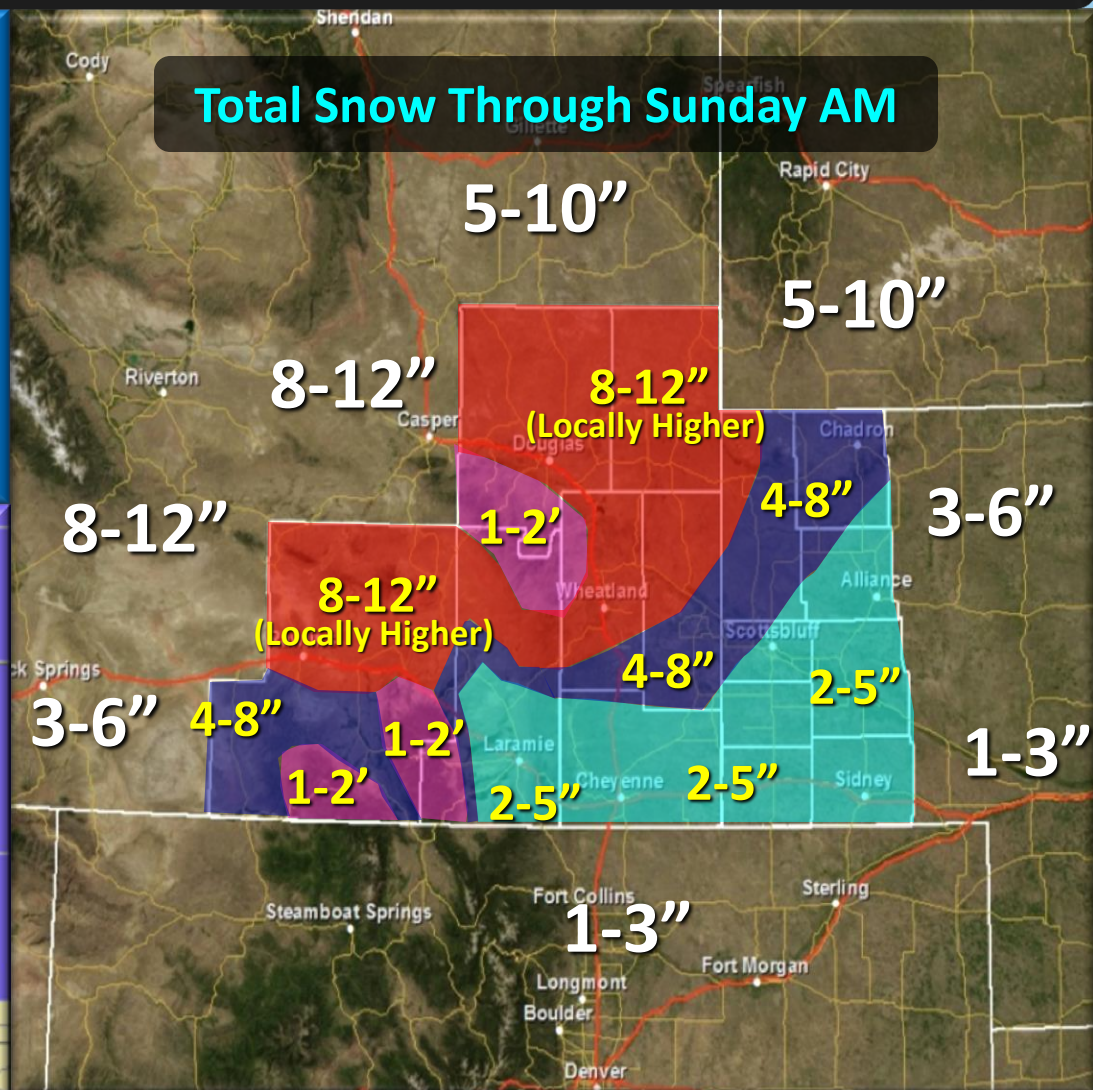 Sheridan
Cody
Total Snow Through Sunday AM
Spearfish
Gillette
Rapid City
5-10”
5-10”
8-12”
Riverton
8-12”
(Locally Higher)
Casper
Douglas
Chadron
4-8”
3-6”
8-12”
1-2’
Alliance
Wheatland
8-12”
(Locally Higher)
Scottsbluff
ck Springs
4-8”
2-5”
3-6”
4-8”
1-2’
Laramie
1-3”
1-2’
2-5”
Cheyenne
2-5”
Sidney
Steamboat Springs
Fort Collins
Sterling
1-3”
Fort Morgan
Longmont
Boulder
Denver